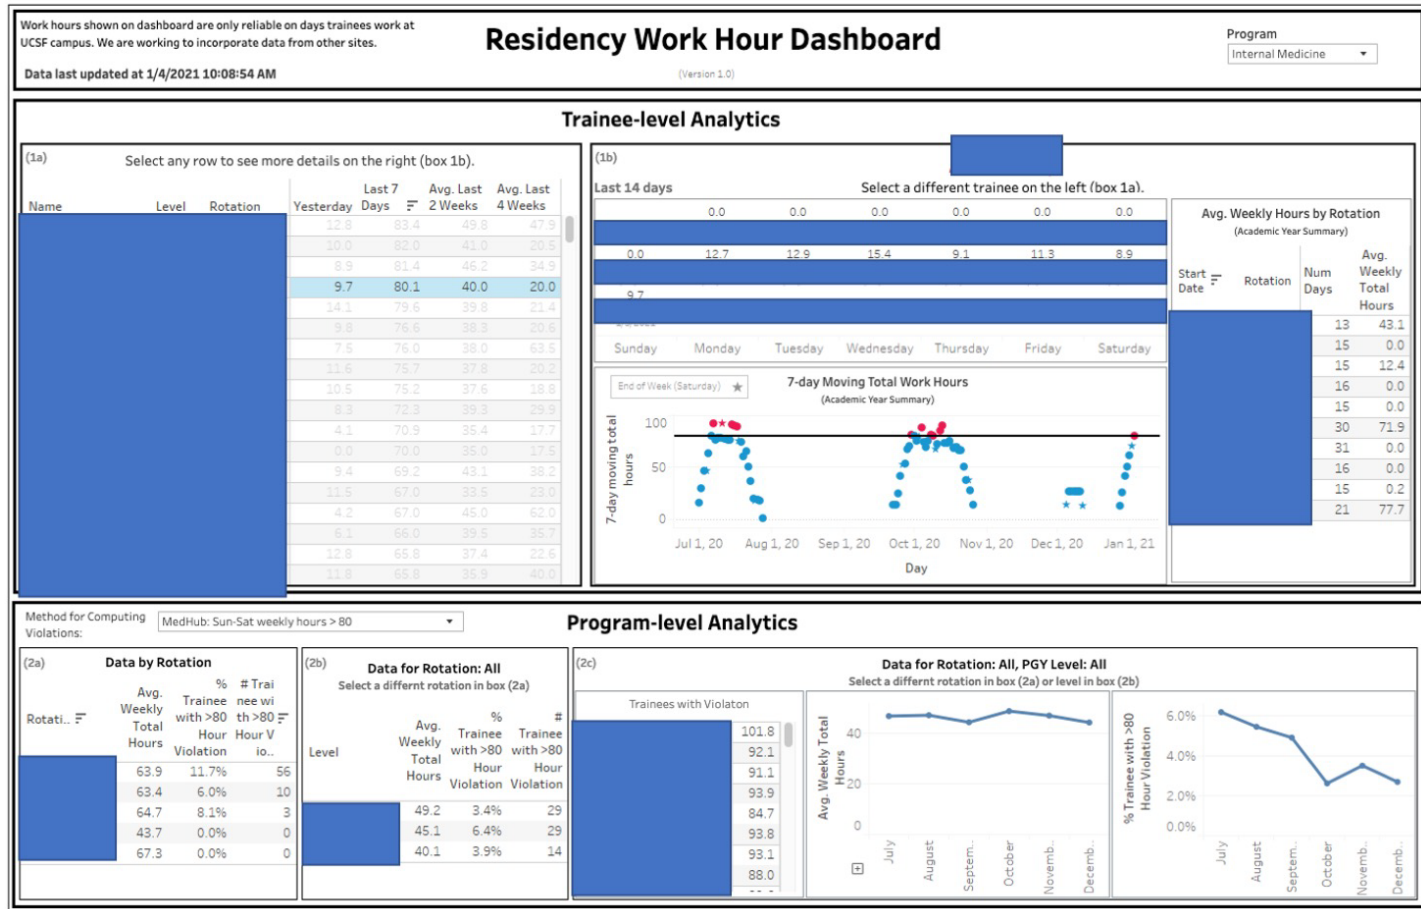 Work hours shown on dashboard are only reliable on days trainees work at
UCSF campus. We are working to incorporate data from other sites.
Data last updated at 1/4/2021 10:08:54 AM
Residency Work Hour Dashboard
(Version 1.0)
Program
Internal Medicine
Trainee-level Analytics
(1a)
Select any row to see more details on the right (box 1b).
Name Level Rotation Yesterday Last 7 Days Avg. Last 2 Weeks Avg. Last 4 Weeks
12.8 83.4 49.8 47.9
10.0 82.0 41.0 20.5
8.9 81.4 46.2 34.9
9.7 80.1 40.0 20.0
14.1 79.6 39.8 21.4
9.8 76.6 38.3 20.6
7.5 76.0 38.0 63.5
11.6 75.7 37.8 20.2
10.5 75.2 37.6 18.8
8.3 72.3 39.3 29.9
4.1 70.9 35.4 17.7
0.0 70.0 35.0 17.5
9.4 69.2 43.1 38.2
11.5 67.0 33.5 23.0
4.2 67.0 45.0 62.0
6.1 66.0 39.5 35.7
12.8 65.8 37.4 22.6
11.8 65.8 35.9 40.0
(1b)
Last 14 days
Select a different trainee on the left (box 1a).
0.0 0.0 0.0 0.0 0.0 0.0
0.0 12.7 12.9 15.4 9.1 11.3 8.9
9.7
Sunday Monday Tuesday Wednesday Thursday Friday Saturday
End of Week (Saturday) ★
7-day Moving Total Work Hours
(Academic Year Summary)
7-day moving total
hours
100
50
0
Jul 1, 20 Aug 1, 20 Sep 1, 20 Oct 1, 20 Nov 1, 20 Dec 1, 20 Jan 1, 21
Day
Avg. Weekly Hours by Rotation
(Academic Year Summary)
Start Date Rotation Num Days Avg. Weekly Total Hours
13 43.1
15 0.0
15 12.4
16 0.0
15 0.0
30 71.9
31 0.0
16 0.0
15 0.2
21 77.7
Method for Computing
Violations:
MedHub: Sun-Sat weekly hours > 80
Program-level Analytics
(2a)
Data by Rotation
Rotati.. Avg. Weekly Total Hours % Trainee with >80 Hour Violation # Trai nee wi th >80 Hour V io..
63.9 11.7% 56
63.4 6.0% 10
64.7 8.1% 3
43.7 0.0% 0
67.3 0.0% 0
(2b)
Data for Rotation: All
Select a differnt rotation in box (2a)
Level Avg. Weekly Total Hours % Trainee with >80 Hour Violation # Trainee with >80 Hour Violation
49.2 3.4% 29
45.1 6.4% 29
40.1 3.9% 14
(2c)
Data for Rotation: All, PGY Level: All
Select a differnt rotation in box (2a) or level in box (2b)
Trainees with Violaton
101.8
92.1
91.1
93.9
84.7
93.8
93.1
88.0
Avg. Weekly Total
Hours
40
20
0
July August Septem.. October Novemb.. Decemb..
% Trainee with >80
Hour Violation
6.0%
4.0%
2.0%
0.0%
July August Septem.. October Novemb.. Decemb..